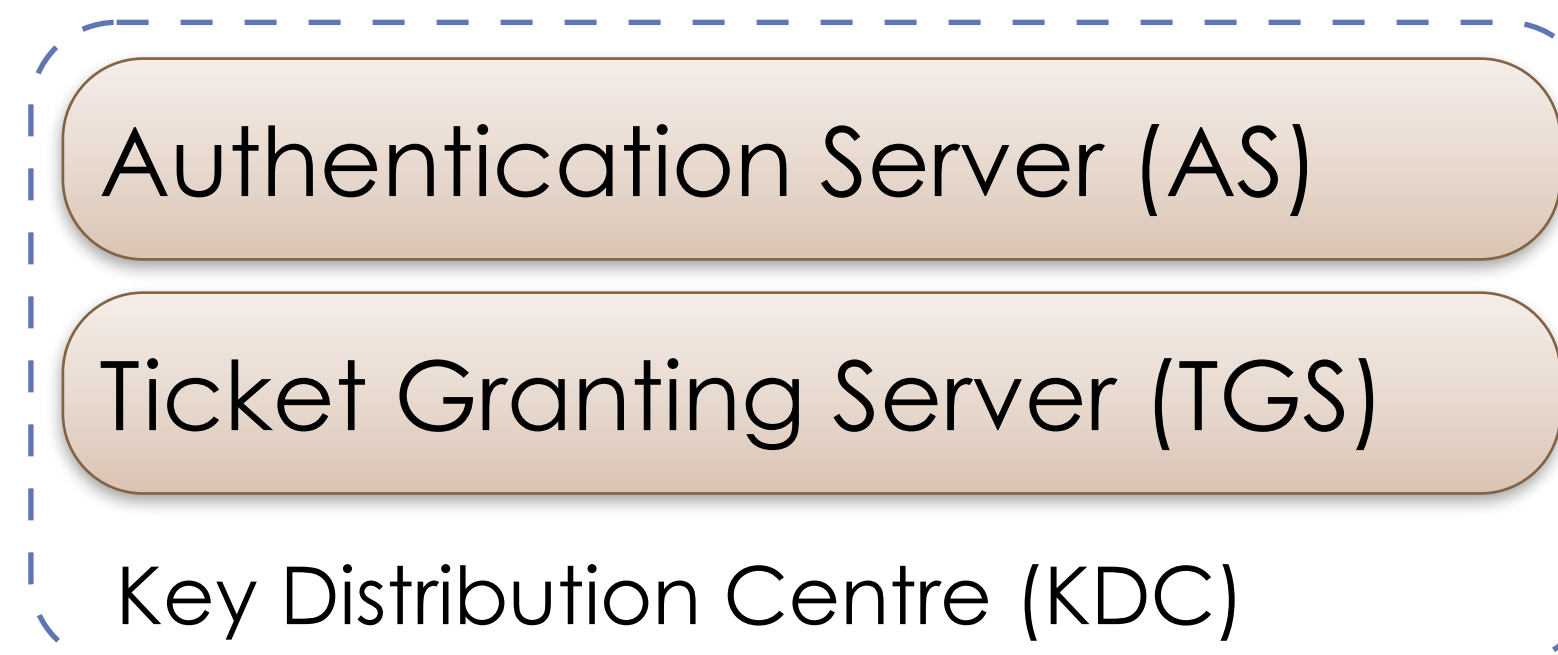 Authentication Server (AS)
Ticket Granting Server (TGS)
Key Distribution Centre (KDC)